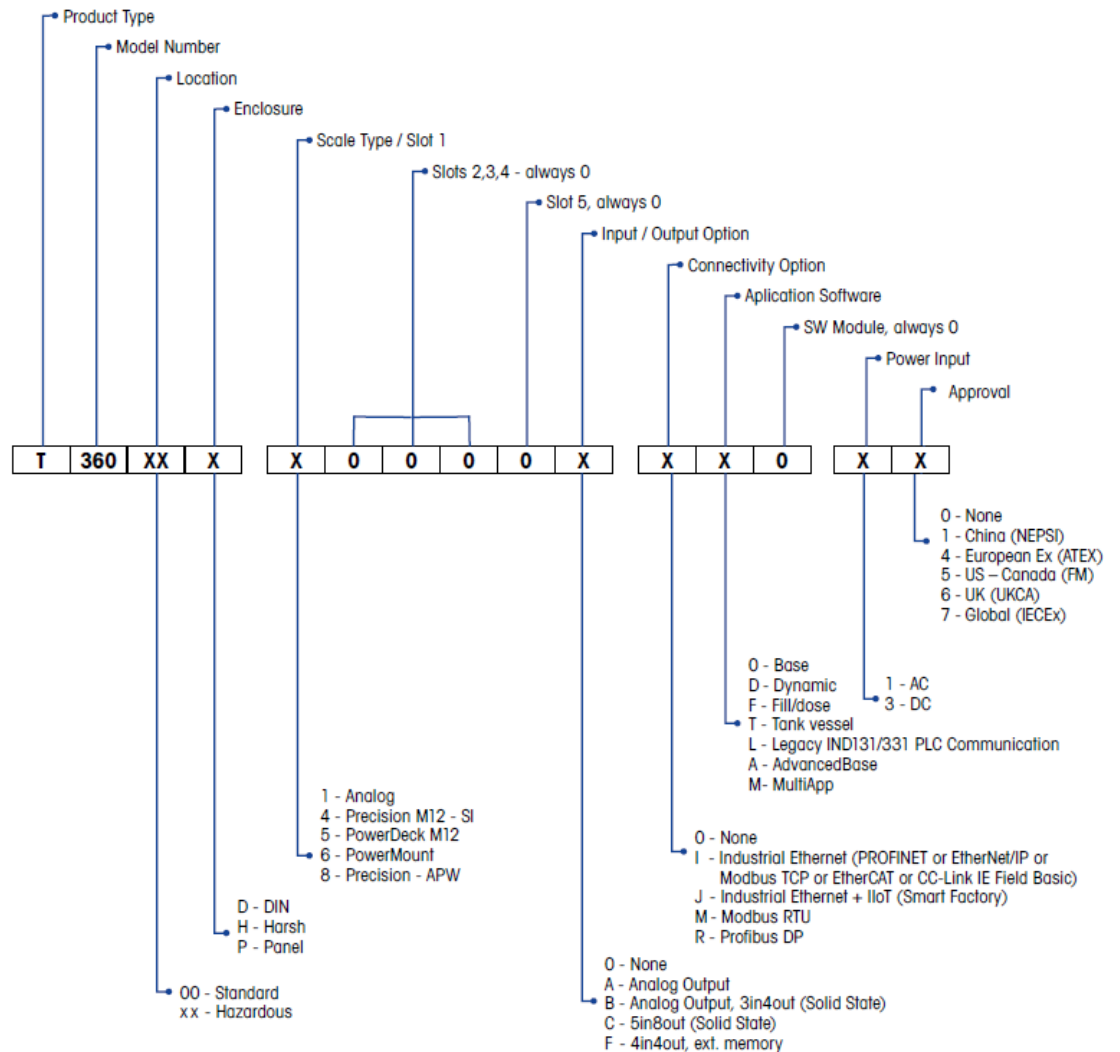 Product Type
Model Number
Location
Enclosure
Scale Type / Slot 1
Slots 2,3,4 - always 0
Slot 5, always 0
Input / Output Option
Connectivity Option
Aplication Software
SW Module, always 0
Power Input
Approval
T 360 XX X X 0 0 0 0 X X X 0 X X
0 - None
1 - China (NEPSI)
4 - European Ex (ATEX)
5 - US – Canada (FM)
6 - UK (UKCA)
7 - Global (IECEx)
1 - AC
3 - DC
0 - Base
D - Dynamic
F - Fill/dose
T - Tank vessel
L - Legacy IND131/331 PLC Communication
A - AdvancedBase
M- MultiApp
0 - None
I - Industrial Ethernet (PROFINET or EtherNet/IP or
Modbus TCP or EtherCAT or CC-Link IE Field Basic)
J - Industrial Ethernet + IIoT (Smart Factory)
M - Modbus RTU
R - Profibus DP
1 - Analog
4 - Precision M12 - SI
5 - PowerDeck M12
6 - PowerMount
8 - Precision - APW
D - DIN
H - Harsh
P - Panel
00 - Standard
xx - Hazardous
0 - None
A - Analog Output
B - Analog Output, 3in4out (Solid State)
C - 5in8out (Solid State)
F - 4in4out, ext. memory